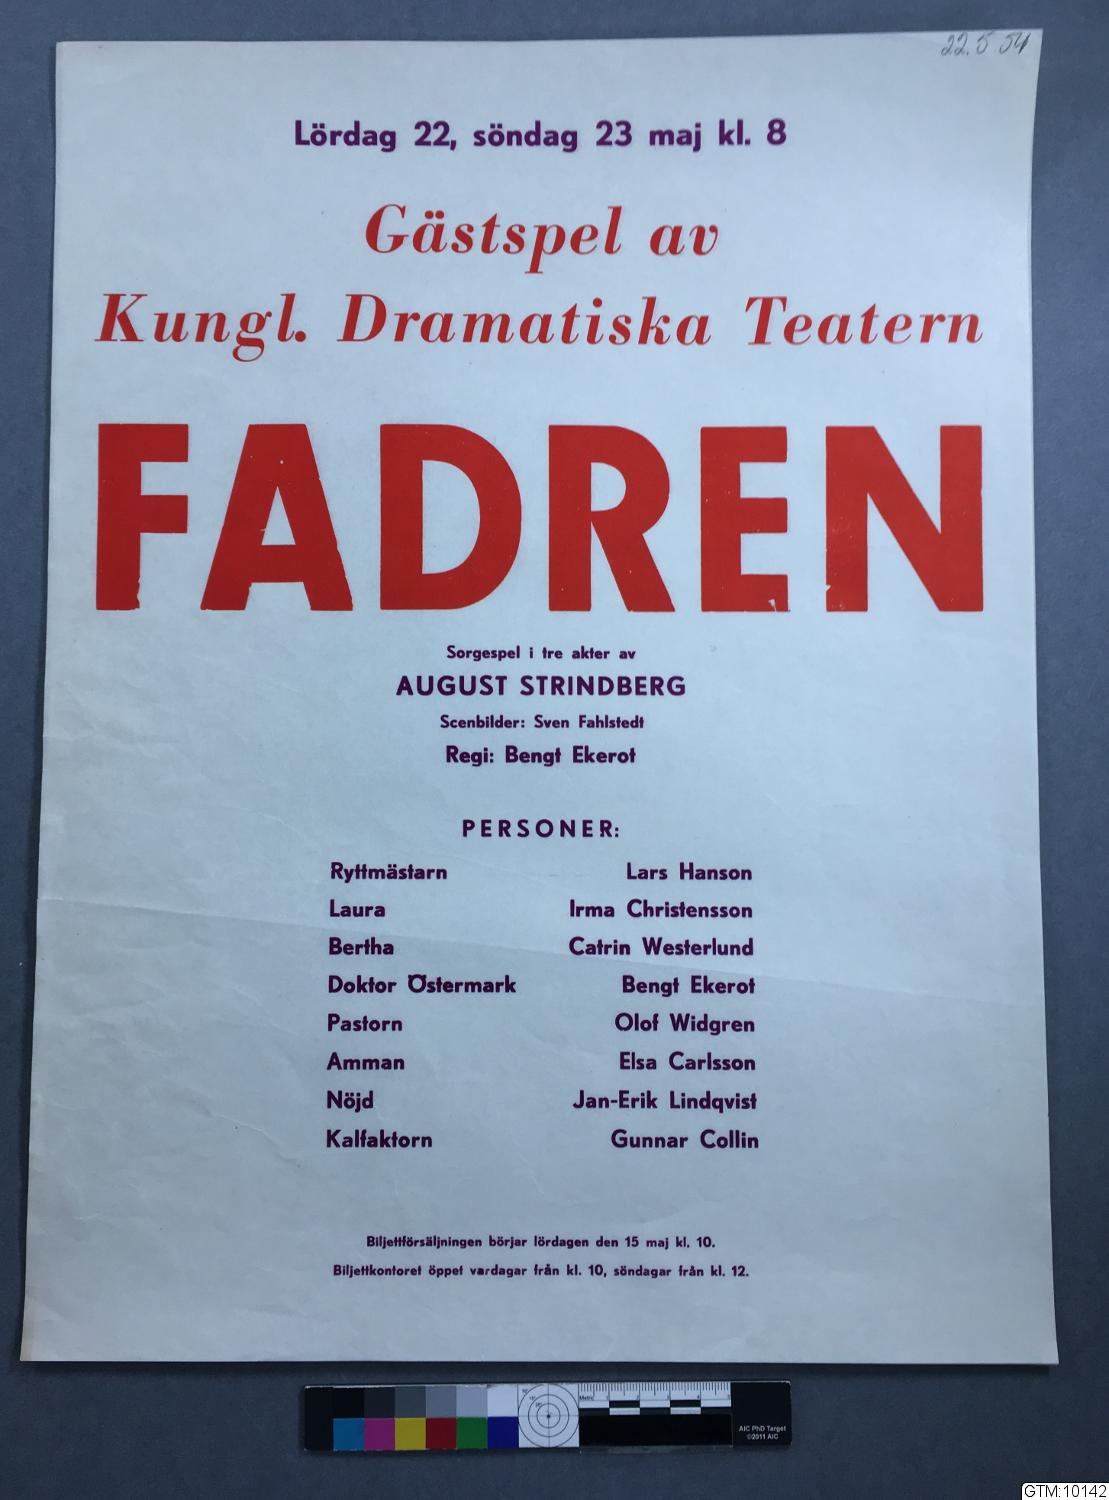 22.5.54
Lördag 22, söndag 23 maj kl. 8
Gästspel av
Kungl. Dramatiska Teatern
FADREN
Sorgespel i tre akter av
AUGUST STRINDBERG
Scenbilder: Sven Fahlstedt
Regi: Bengt Ekerot
PERSONER:
Ryttmästarn Lars Hanson
Laura Irma Christensson
Bertha Catrin Westerlund
Doktor Östermark Bengt Ekerot
Pastorn Olof Widgren
Amman Elsa Carlsson
Nöjd Jan-Erik Lindqvist
Kalfaktorn Gunnar Collin
Biljettförsäljningen börjar lördagen den 15 maj kl. 10.
Biljettkontoret öppet vardagar från kl. 10, söndagar från kl. 12.
AIC PhD Target
©2011 AIC
GTM:10142